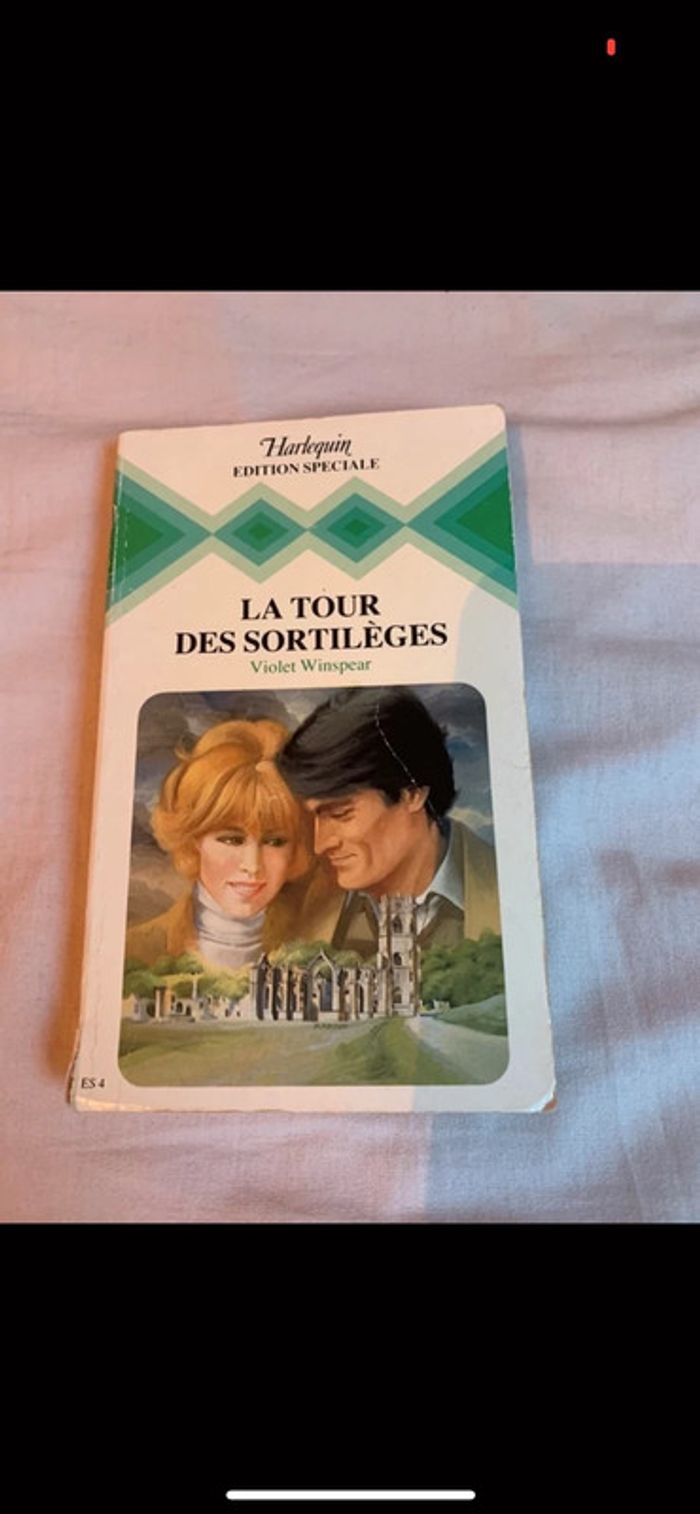 Harlequin
EDITION SPECIALE
LA TOUR
DES SORTILÈGES
Violet Winspear
ES 4